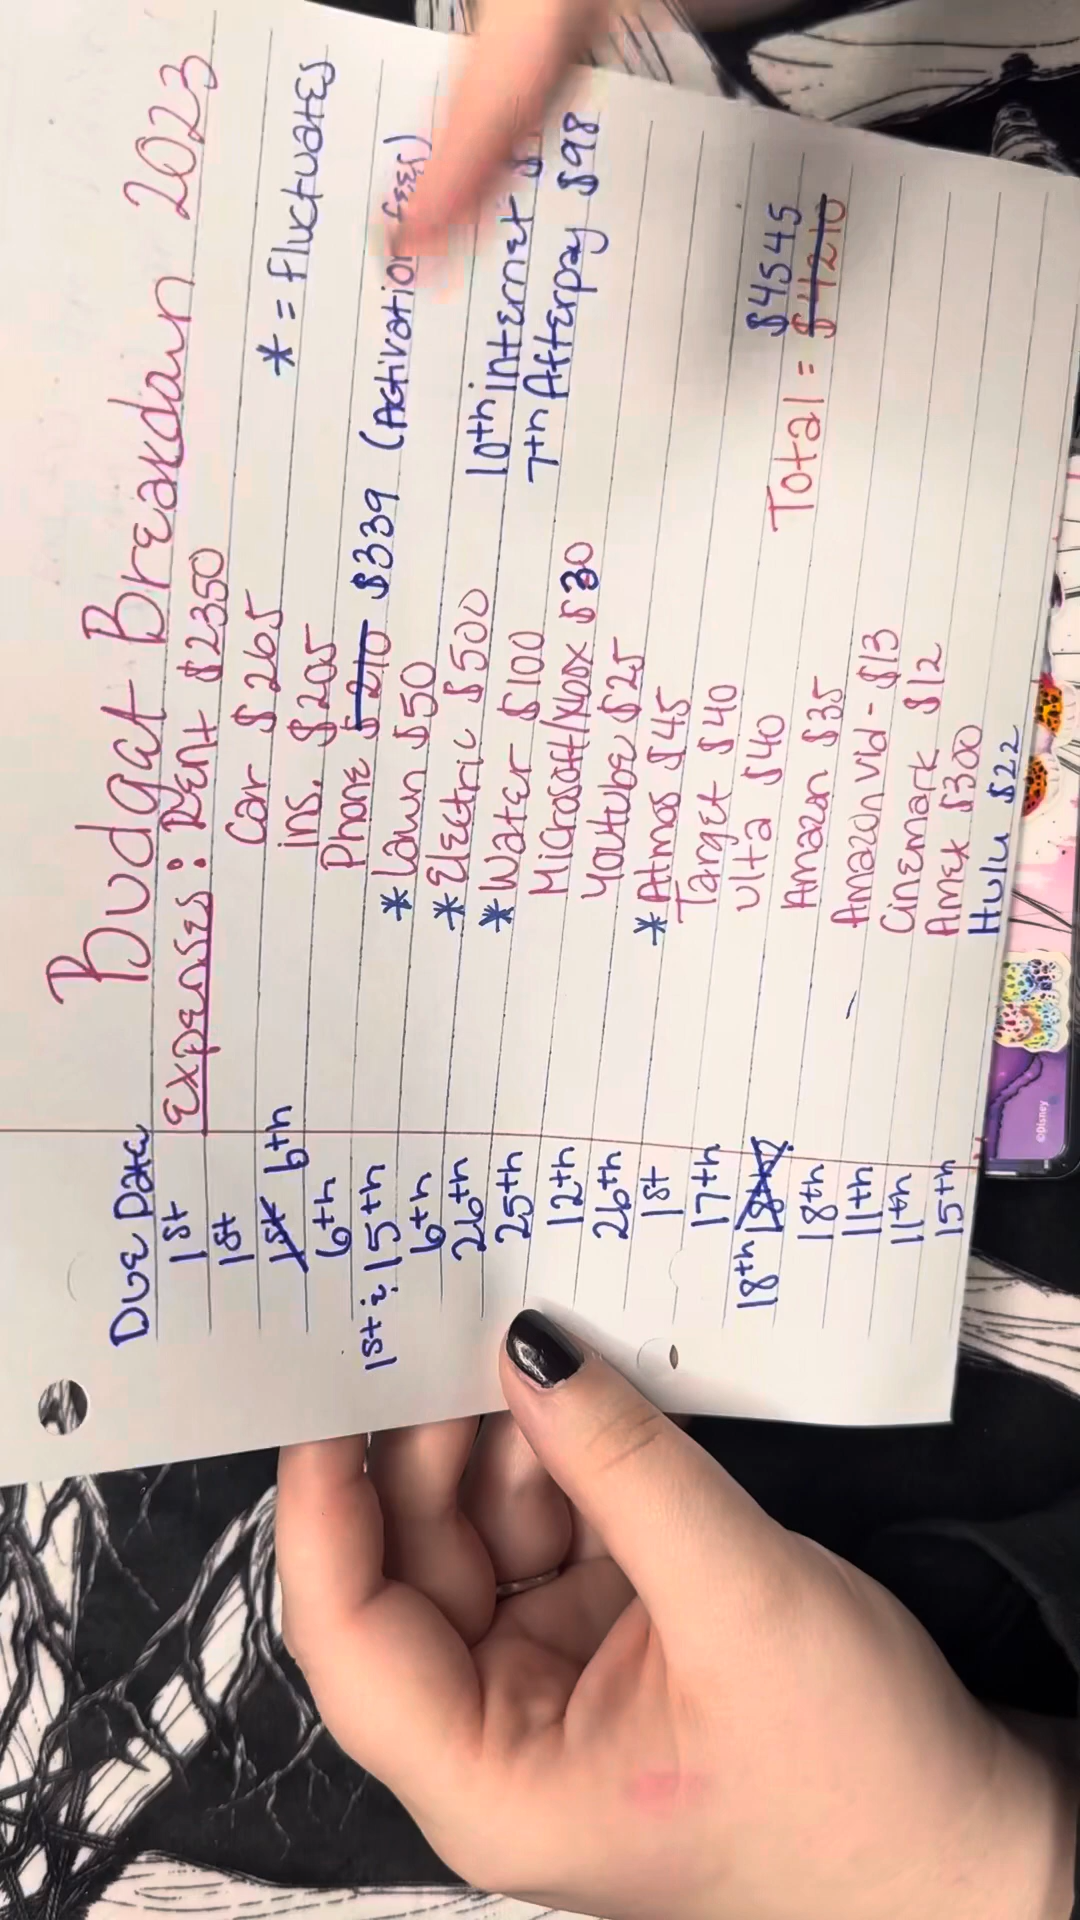 Budget Breakdown 2023
Due Date Expenses: Rent $2350
1st Car $265 * = fluctuates
1st ins. $205
1st 6th Phone $210 $339 (Activation fees)
6th *Lawn $50
1st & 15th *Electric $500 10th internet $
6th *Water $100 7th Afterpay $98
26th Microsoft/Xbox $30
25th Youtube $25
12th *Atmos $45
26th Target $40
1st Ulta $40 $4545
17th Amazon $35 Total = $4210
18th 18th Amazon vid - $13
18th Cinemark $12
11th Amex $300
11th Hulu $22
15th
©Disney